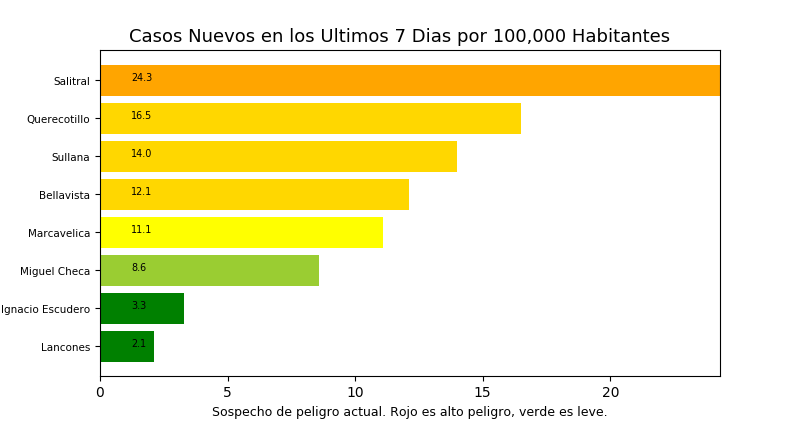 Casos Nuevos en los Ultimos 7 Dias por 100,000 Habitantes
Salitral 24.3
Querecotillo 16.5
Sullana 14.0
Bellavista 12.1
Marcavelica 11.1
Miguel Checa 8.6
Ignacio Escudero 3.3
Lancones 2.1
0 5 10 15 20
Sospecho de peligro actual. Rojo es alto peligro, verde es leve.